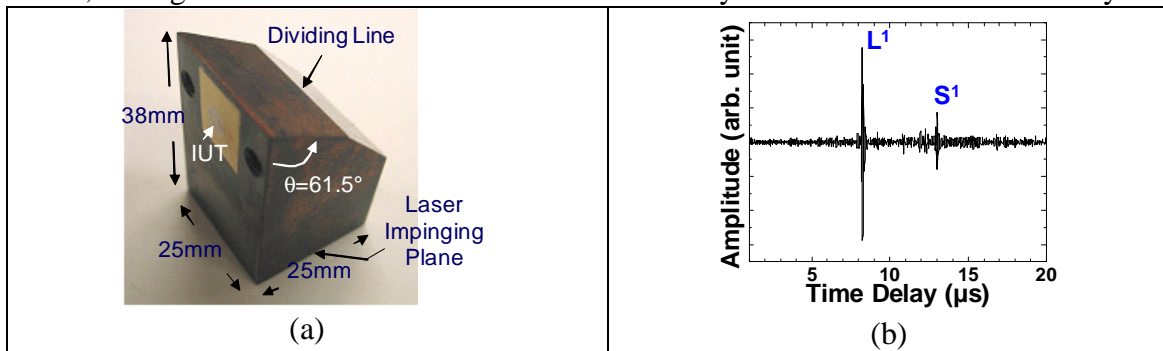 Dividing Line
38mm
IUT
θ=61.5°
Laser
Impinging
Plane
25mm
25mm
(a)
Amplitude (arb. unit)
L¹
S¹
5
10
15
20
Time Delay (µs)
(b)